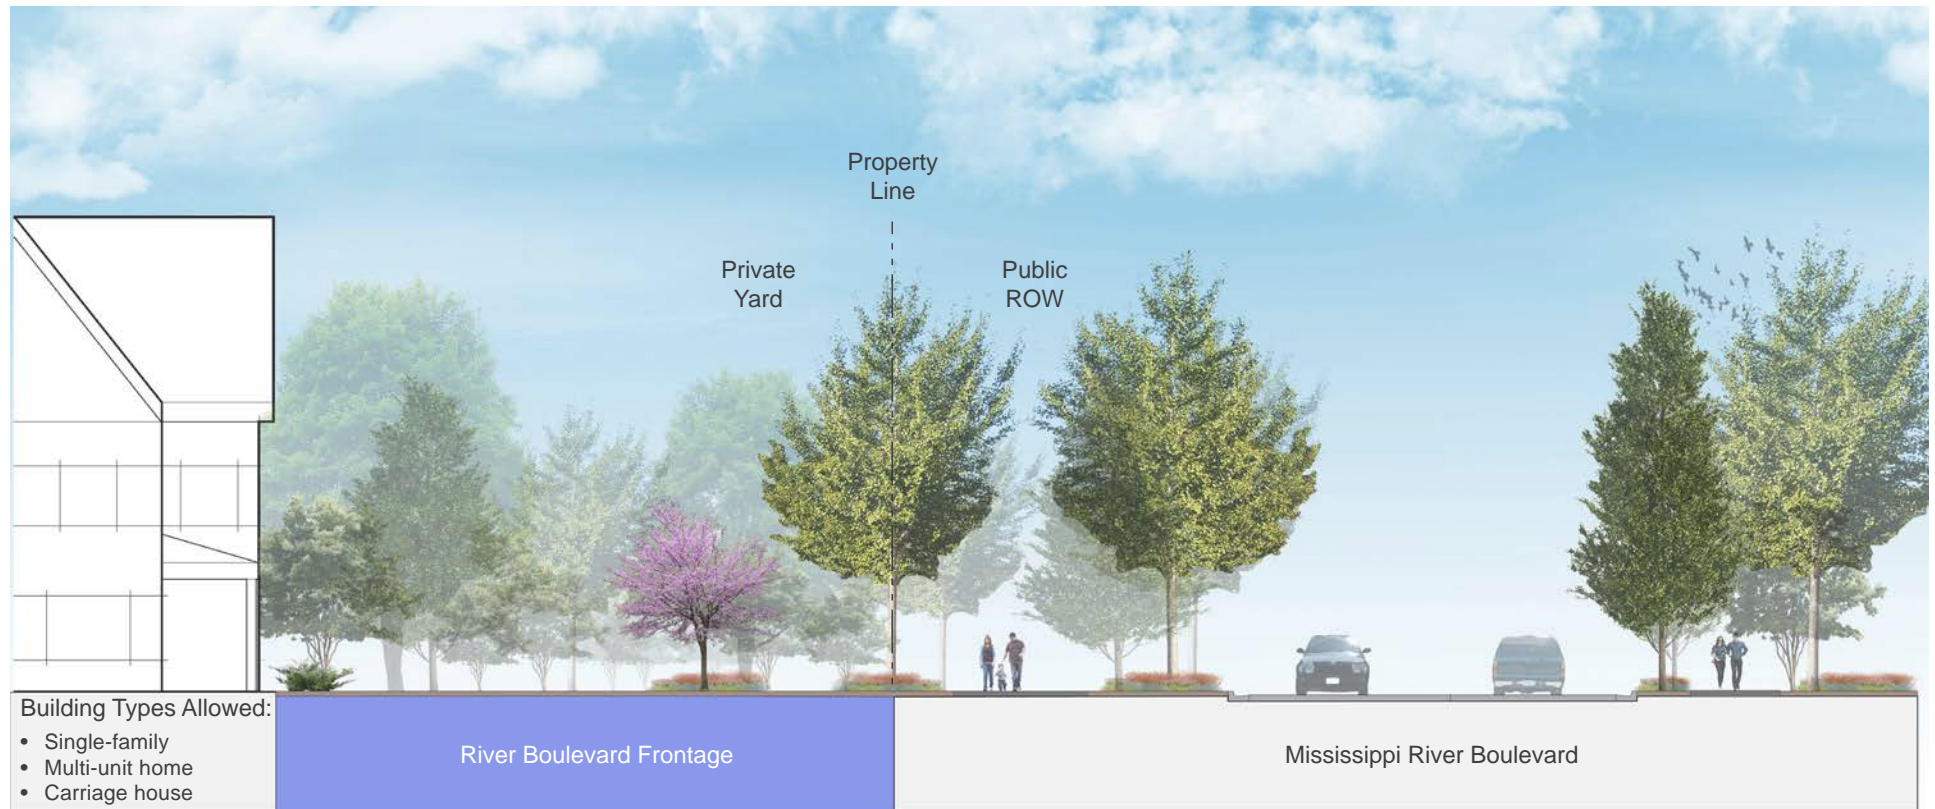 Property
Line
Private
Yard
Public
ROW
Building Types Allowed:
• Single-family
• Multi-unit home
• Carriage house
River Boulevard Frontage
Mississippi River Boulevard